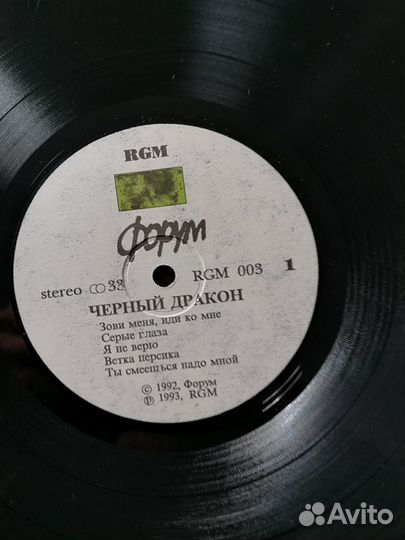 RGM
форум
stereo 33 RGM 003 1
ЧЕРНЫЙ ДРАКОН
Зови меня, иди ко мне
Серые глаза
Я не верю
Ветка персика
Ты смеешься надо мной
© 1992, Форум
℗ 1993, RGM
Avito